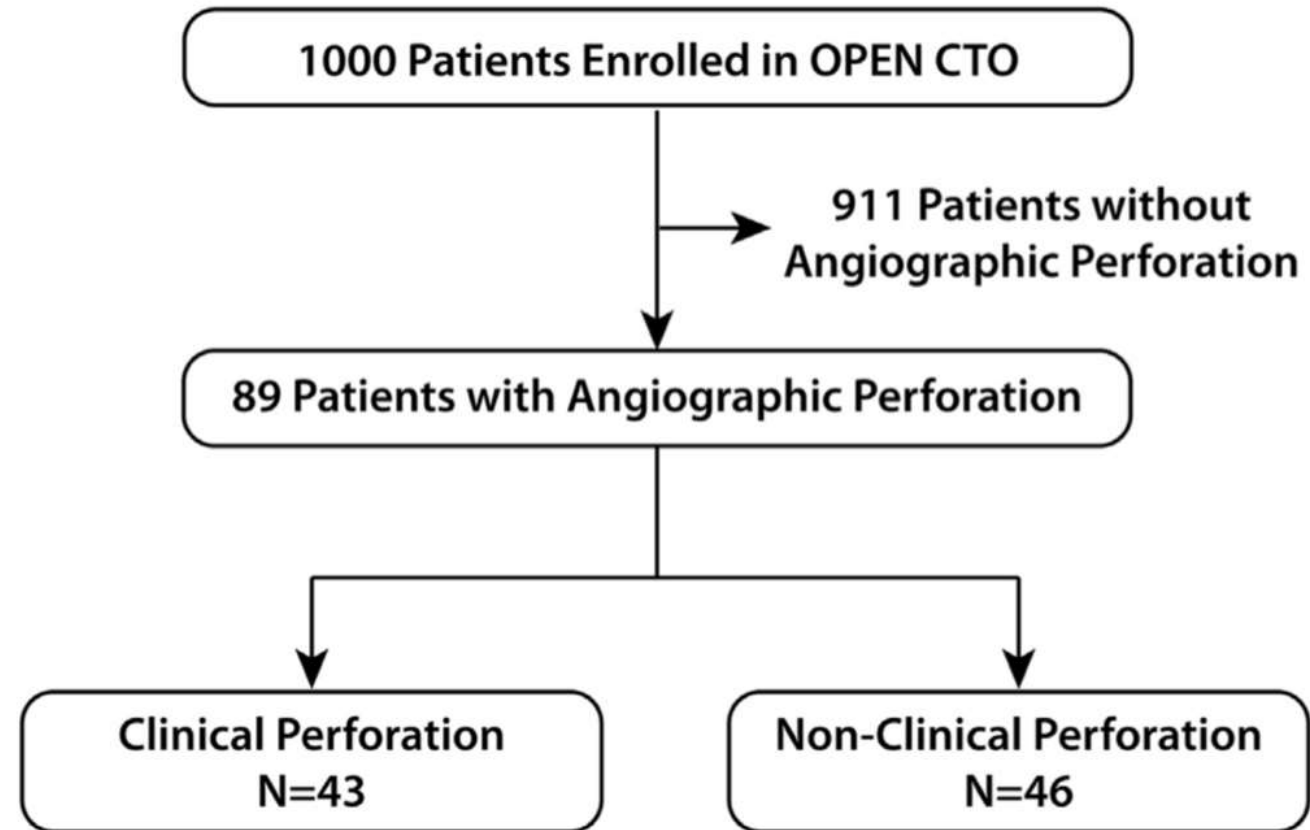 1000 Patients Enrolled in OPEN CTO
911 Patients without
Angiographic Perforation
89 Patients with Angiographic Perforation
Clinical Perforation
N=43
Non-Clinical Perforation
N=46